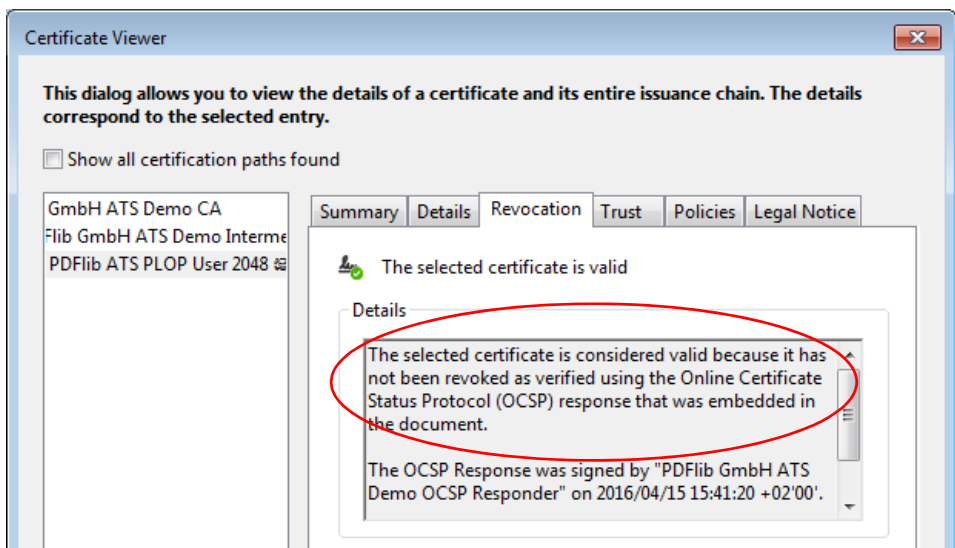 Certificate Viewer
This dialog allows you to view the details of a certificate and its entire issuance chain. The details
correspond to the selected entry.
Show all certification paths found
GmbH ATS Demo CA
Flib GmbH ATS Demo Interme
PDFlib ATS PLOP User 2048
Summary Details Revocation Trust Policies Legal Notice
The selected certificate is valid
Details
The selected certificate is considered valid because it has
not been revoked as verified using the Online Certificate
Status Protocol (OCSP) response that was embedded in
the document.
The OCSP Response was signed by "PDFlib GmbH ATS
Demo OCSP Responder" on 2016/04/15 15:41:20 +02'00'.